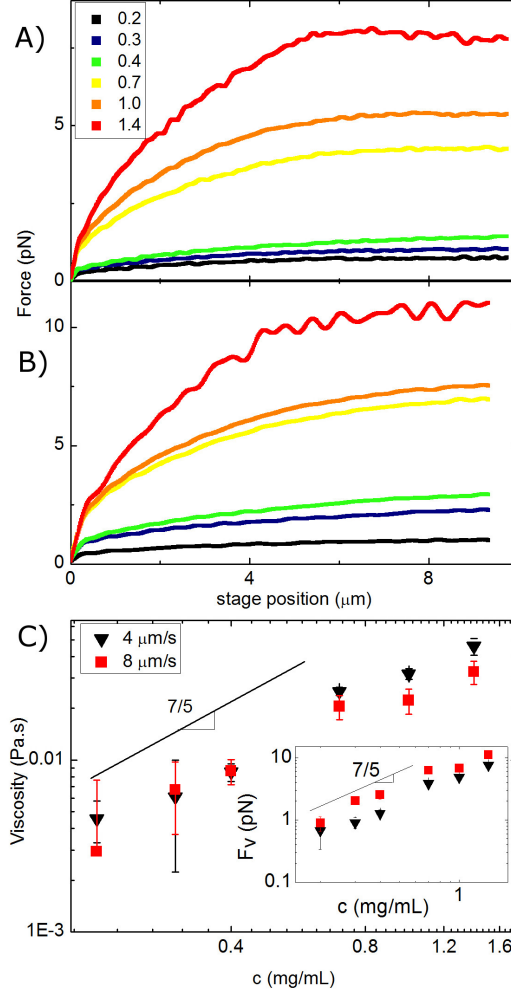 A)
0.2
0.3
0.4
0.7
1.0
1.4
5
0
Force (pN)
B)
10
5
0
0
4
8
stage position (μm)
C)
4 μm/s
8 μm/s
7/5
Viscosity (Pa.s)
0.01
1E-3
0.4
0.8
1.2
1.6
c (mg/mL)
7/5
10
1
0.1
Fv (pN)
1
c (mg/mL)